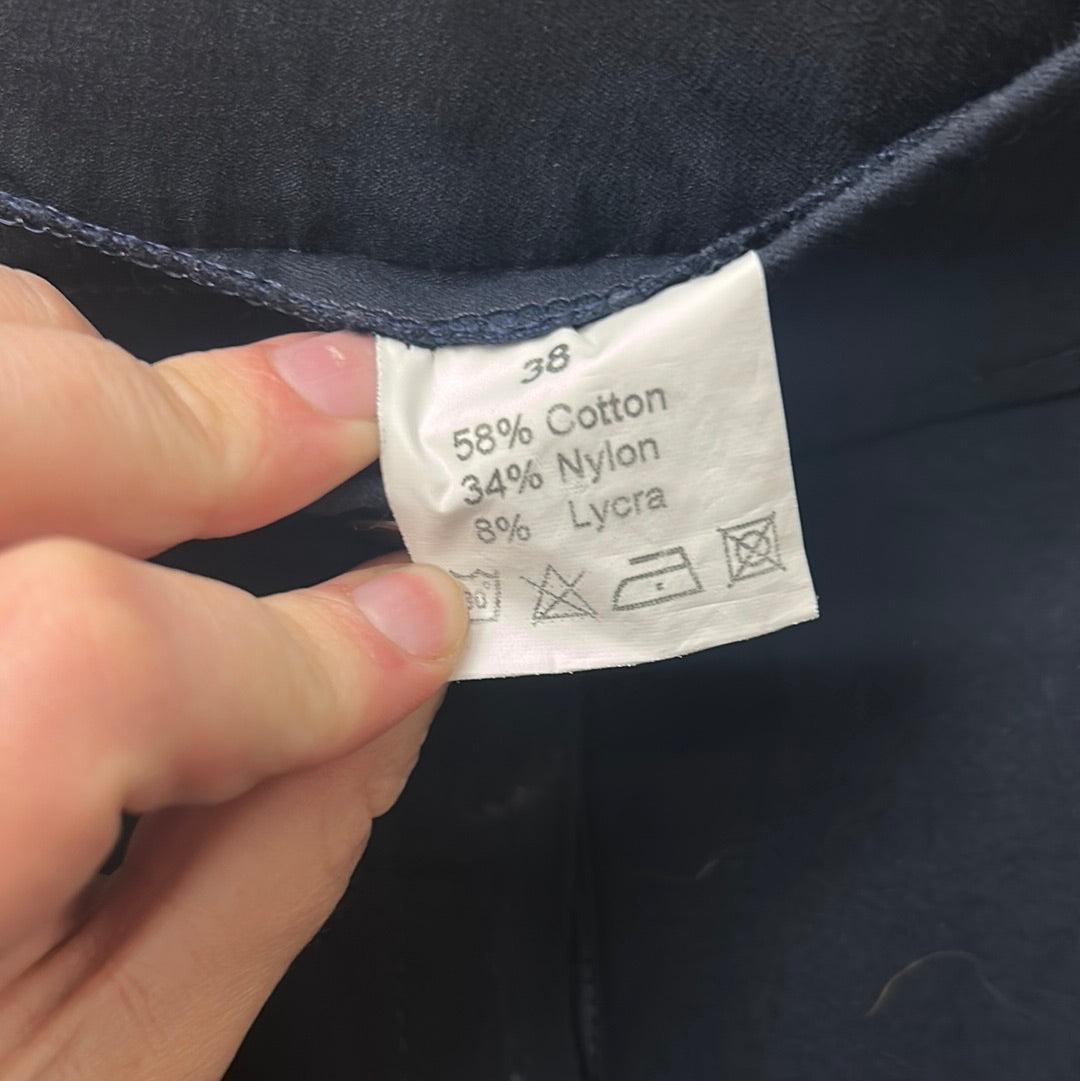 38
58% Cotton
34% Nylon
8% Lycra